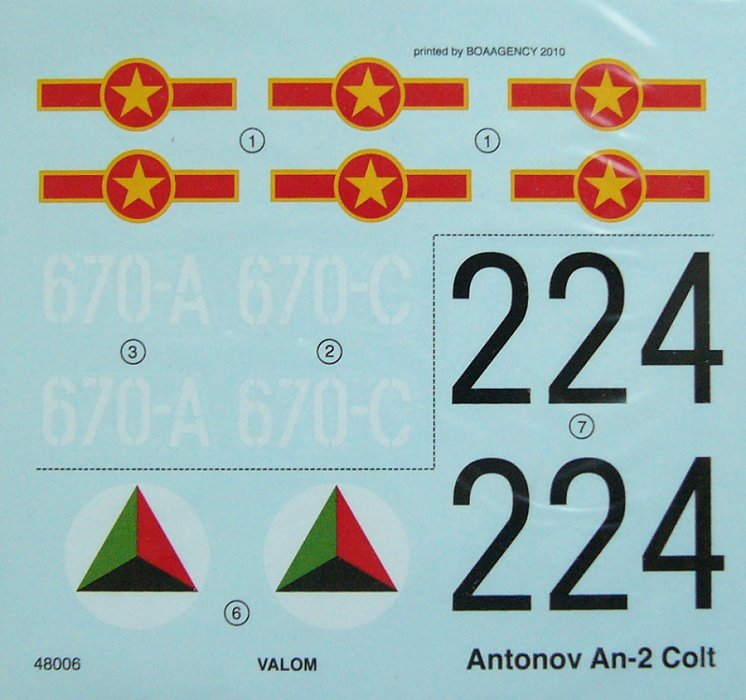 printed by BOAAGENCY 2010
1 1
670-A 670-C
224
3 2
7
670-A 670-C
224
6
48006 VALOM Antonov An-2 Colt